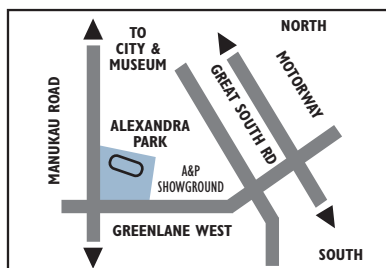 TO
CITY &
MUSEUM
NORTH
MOTORWAY
GREAT SOUTH RD
MANUKAU ROAD
ALEXANDRA
PARK
A&P
SHOWGROUND
GREENLANE WEST
SOUTH